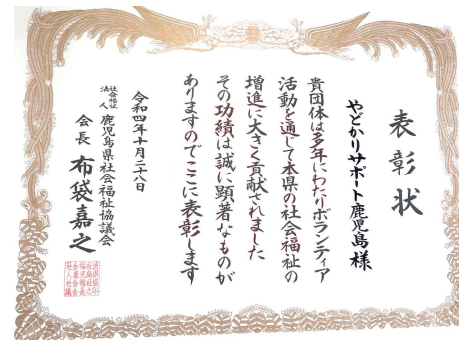 表彰状
やどかりサポート鹿児島様
貴団体は多年にわたりボランティア
活動を通して本県の社会福祉の
増進に大きく貢献されました
その功績は誠に顕著なものが
ありますのでここに表彰します
令和四年十月二六日
社会福祉法人 鹿児島県社会福祉協議会
会長 布袋嘉之